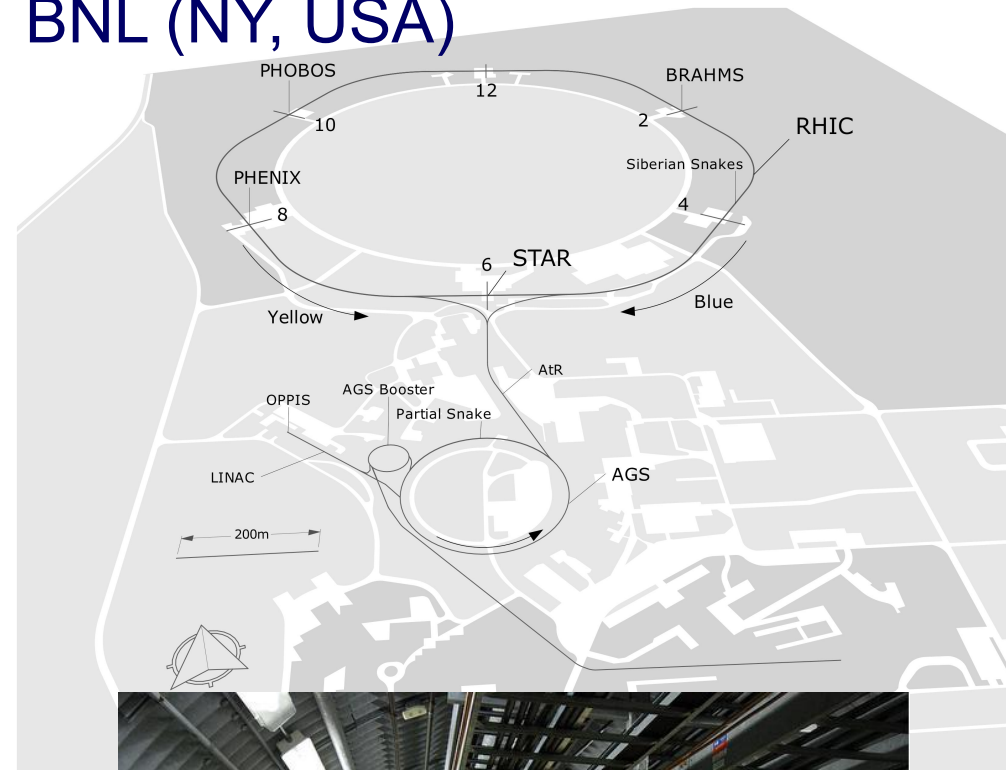 BNL (NY, USA)
PHOBOS
12
BRAHMS
10
2
RHIC
PHENIX
Siberian Snakes
8
4
6
STAR
Yellow
Blue
AtR
AGS Booster
OPPIS
Partial Snake
LINAC
AGS
200m